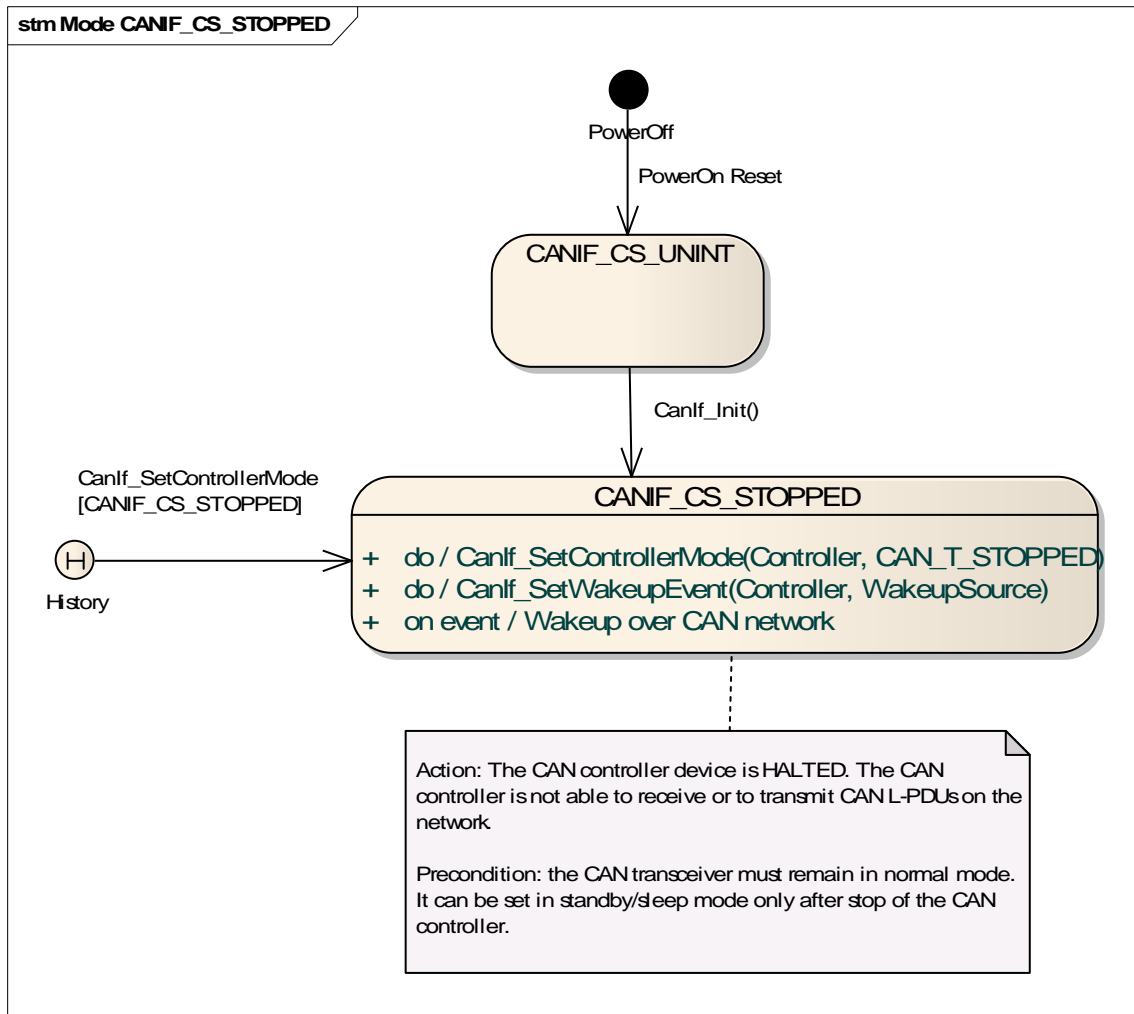 stm Mode CANIF_CS_STOPPED
PowerOff
PowerOn Reset
CANIF_CS_UNINT
CanIf_Init()
CanIf_SetControllerMode
[CANIF_CS_STOPPED]
H
History
CANIF_CS_STOPPED
+ do / CanIf_SetControllerMode(Controller, CAN_T_STOPPED)
+ do / CanIf_SetWakeupEvent(Controller, WakeupSource)
+ on event / Wakeup over CAN network
Action: The CAN controller device is HALTED. The CAN
controller is not able to receive or to transmit CAN L-PDUs on the
network.
Precondition: the CAN transceiver must remain in normal mode.
It can be set in standby/sleep mode only after stop of the CAN
controller.